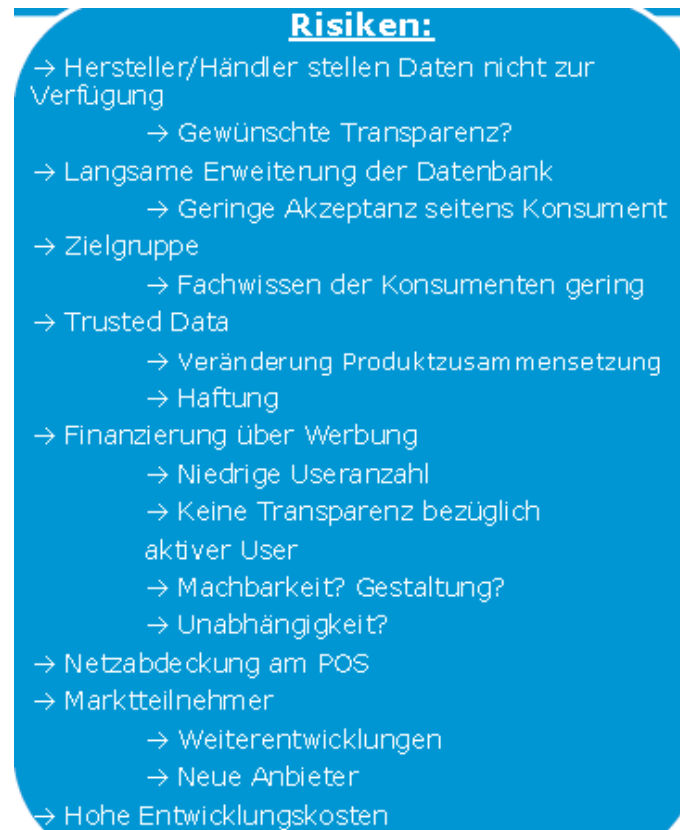 Risiken:
→ Hersteller/Händler stellen Daten nicht zur
Verfügung
→ Gewünschte Transparenz?
→ Langsame Erweiterung der Datenbank
→ Geringe Akzeptanz seitens Konsument
→ Zielgruppe
→ Fachwissen der Konsumenten gering
→ Trusted Data
→ Veränderung Produktzusammensetzung
→ Haftung
→ Finanzierung über Werbung
→ Niedrige Useranzahl
→ Keine Transparenz bezüglich
aktiver User
→ Machbarkeit? Gestaltung?
→ Unabhängigkeit?
→ Netzabdeckung am POS
→ Marktteilnehmer
→ Weiterentwicklungen
→ Neue Anbieter
→ Hohe Entwicklungskosten